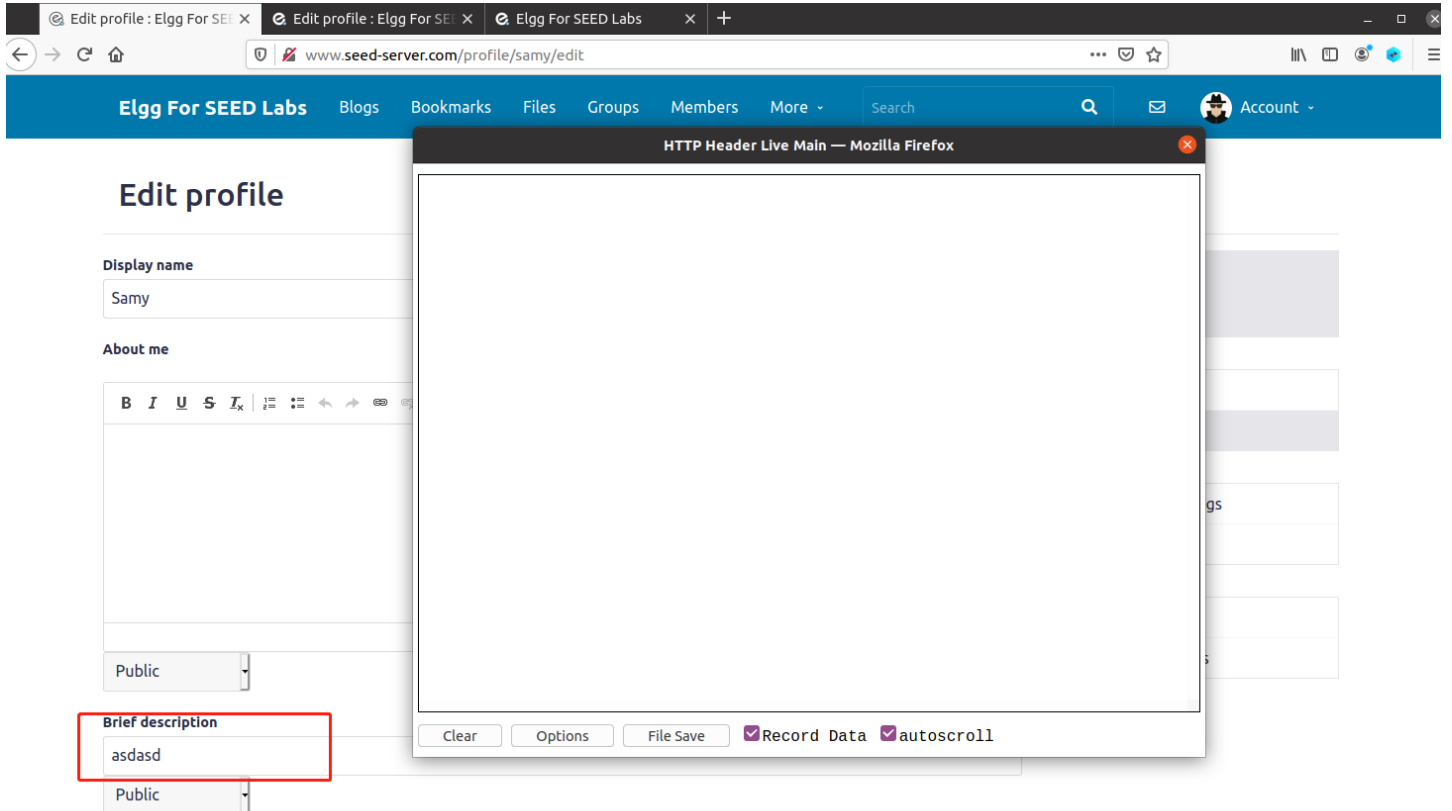 Edit profile : Elgg For SEE
Edit profile : Elgg For SEE
Elgg For SEED Labs
www.seed-server.com/profile/samy/edit
Elgg For SEED Labs Blogs Bookmarks Files Groups Members More Search Account
HTTP Header Live Main — Mozilla Firefox
Edit profile
Display name
Samy
About me
B I U S Tx
gs
Public
s
Brief description
asdasd
Clear Options File Save Record Data autoscroll
Public